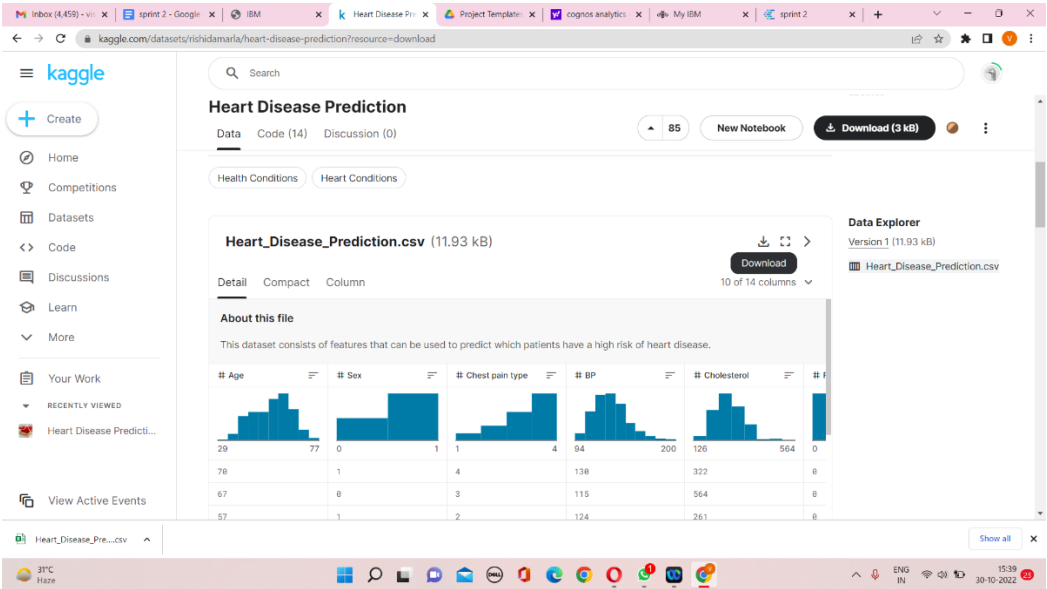 Inbox (4,459) - vis
sprint 2 - Google
IBM
Heart Disease Pre
Project Templates
cognos analytics
My IBM
sprint 2
kaggle.com/datasets/rishidamarla/heart-disease-prediction?resource=download
kaggle
Search
Create
Home
Competitions
Datasets
Code
Discussions
Learn
More
Your Work
RECENTLY VIEWED
Heart Disease Predicti...
View Active Events
Heart Disease Prediction
Data Code (14) Discussion (0)
85 New Notebook Download (3 kB)
Health Conditions Heart Conditions
Heart_Disease_Prediction.csv (11.93 kB)
Download
Detail Compact Column 10 of 14 columns
About this file
This dataset consists of features that can be used to predict which patients have a high risk of heart disease.
# Age # Sex # Chest pain type # BP # Cholesterol #
29 77 0 1 1 4 94 200 126 564 0
70 1 4 130 322 0
67 0 3 115 564 0
57 1 2 124 261 0
Data Explorer
Version 1 (11.93 kB)
Heart_Disease_Prediction.csv
Heart_Disease_Pre....csv
Show all
31°C
Haze
ENG
IN
15:39
30-10-2022
23